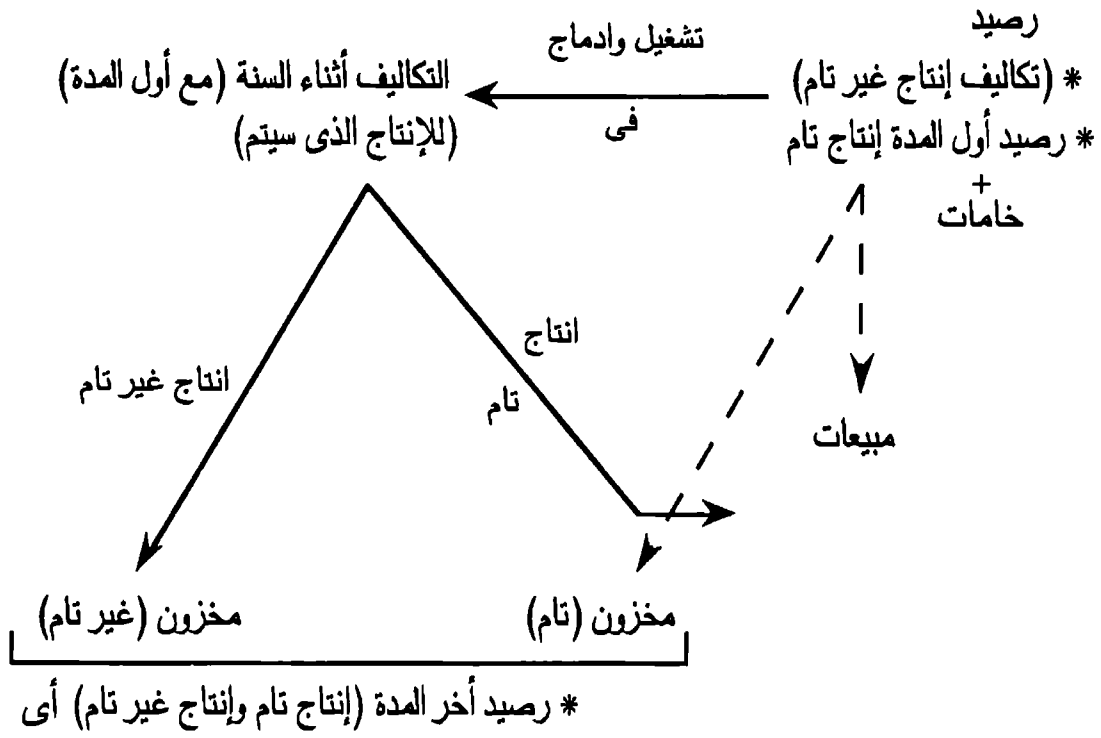 رصيد
* (تكاليف إنتاج غير تام)
* رصيد أول المدة إنتاج تام
+
خامات
تشغيل وادماج
فى
التكاليف أثناء السنة (مع أول المدة)
(للإنتاج الذى سيتم)
انتاج
تام
انتاج غير تام
مبيعات
مخزون (تام)
مخزون (غير تام)
* رصيد أخر المدة (إنتاج تام وإنتاج غير تام) أى